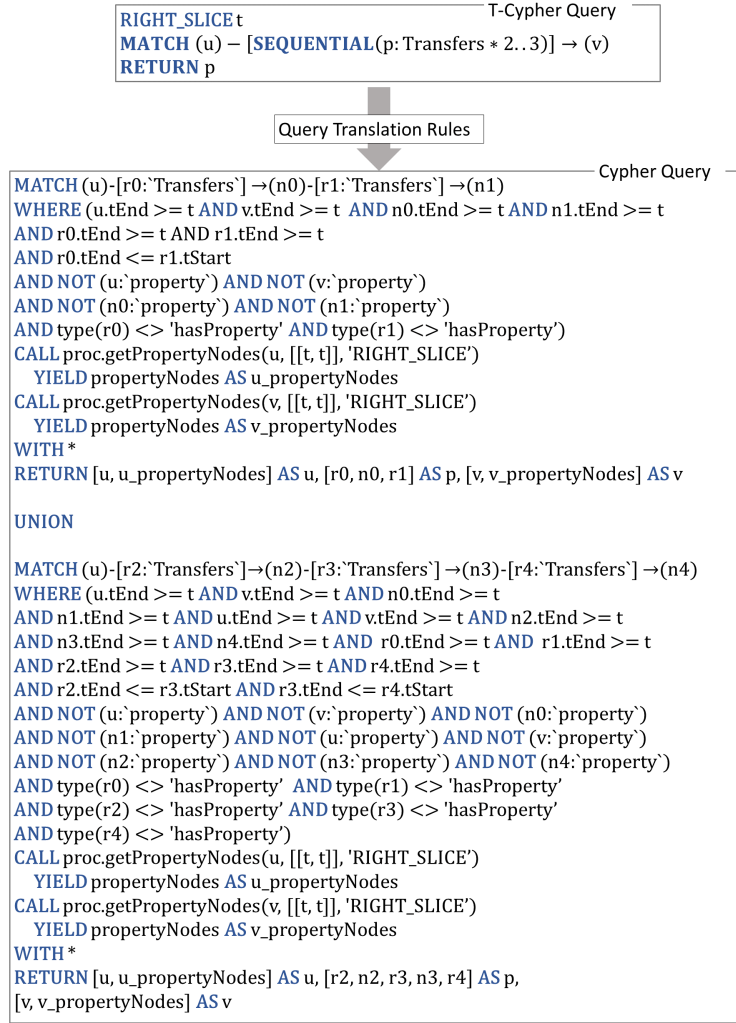 T-Cypher Query
RIGHT_SLICE t
MATCH (u) − [SEQUENTIAL(p: Transfers ∗ 2..3)] → (v)
RETURN p
Query Translation Rules
Cypher Query
MATCH (u)-[r0:`Transfers`] →(n0)-[r1:`Transfers`] →(n1)
WHERE (u.tEnd >= t AND v.tEnd >= t AND n0.tEnd >= t AND n1.tEnd >= t
AND r0.tEnd >= t AND r1.tEnd >= t
AND r0.tEnd <= r1.tStart
AND NOT (u:`property`) AND NOT (v:`property`)
AND NOT (n0:`property`) AND NOT (n1:`property`)
AND type(r0) <> 'hasProperty' AND type(r1) <> 'hasProperty’)
CALL proc.getPropertyNodes(u, [[t, t]], 'RIGHT_SLICE’)
YIELD propertyNodes AS u_propertyNodes
CALL proc.getPropertyNodes(v, [[t, t]], 'RIGHT_SLICE’)
YIELD propertyNodes AS v_propertyNodes
WITH *
RETURN [u, u_propertyNodes] AS u, [r0, n0, r1] AS p, [v, v_propertyNodes] AS v
UNION
MATCH (u)-[r2:`Transfers`]→(n2)-[r3:`Transfers`] →(n3)-[r4:`Transfers`] →(n4)
WHERE (u.tEnd >= t AND v.tEnd >= t AND n0.tEnd >= t
AND n1.tEnd >= t AND u.tEnd >= t AND v.tEnd >= t AND n2.tEnd >= t
AND n3.tEnd >= t AND n4.tEnd >= t AND r0.tEnd >= t AND r1.tEnd >= t
AND r2.tEnd >= t AND r3.tEnd >= t AND r4.tEnd >= t
AND r2.tEnd <= r3.tStart AND r3.tEnd <= r4.tStart
AND NOT (u:`property`) AND NOT (v:`property`) AND NOT (n0:`property`)
AND NOT (n1:`property`) AND NOT (u:`property`) AND NOT (v:`property`)
AND NOT (n2:`property`) AND NOT (n3:`property`) AND NOT (n4:`property`)
AND type(r0) <> 'hasProperty’ AND type(r1) <> 'hasProperty’
AND type(r2) <> 'hasProperty’ AND type(r3) <> 'hasProperty’
AND type(r4) <> 'hasProperty’)
CALL proc.getPropertyNodes(u, [[t, t]], 'RIGHT_SLICE’)
YIELD propertyNodes AS u_propertyNodes
CALL proc.getPropertyNodes(v, [[t, t]], 'RIGHT_SLICE’)
YIELD propertyNodes AS v_propertyNodes
WITH *
RETURN [u, u_propertyNodes] AS u, [r2, n2, r3, n3, r4] AS p,
[v, v_propertyNodes] AS v